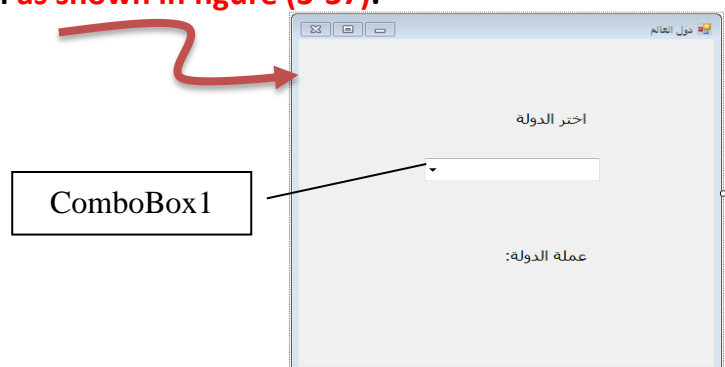 as shown in figure (3-37).
دول العالم
اختر الدولة
ComboBox1
عملة الدولة: